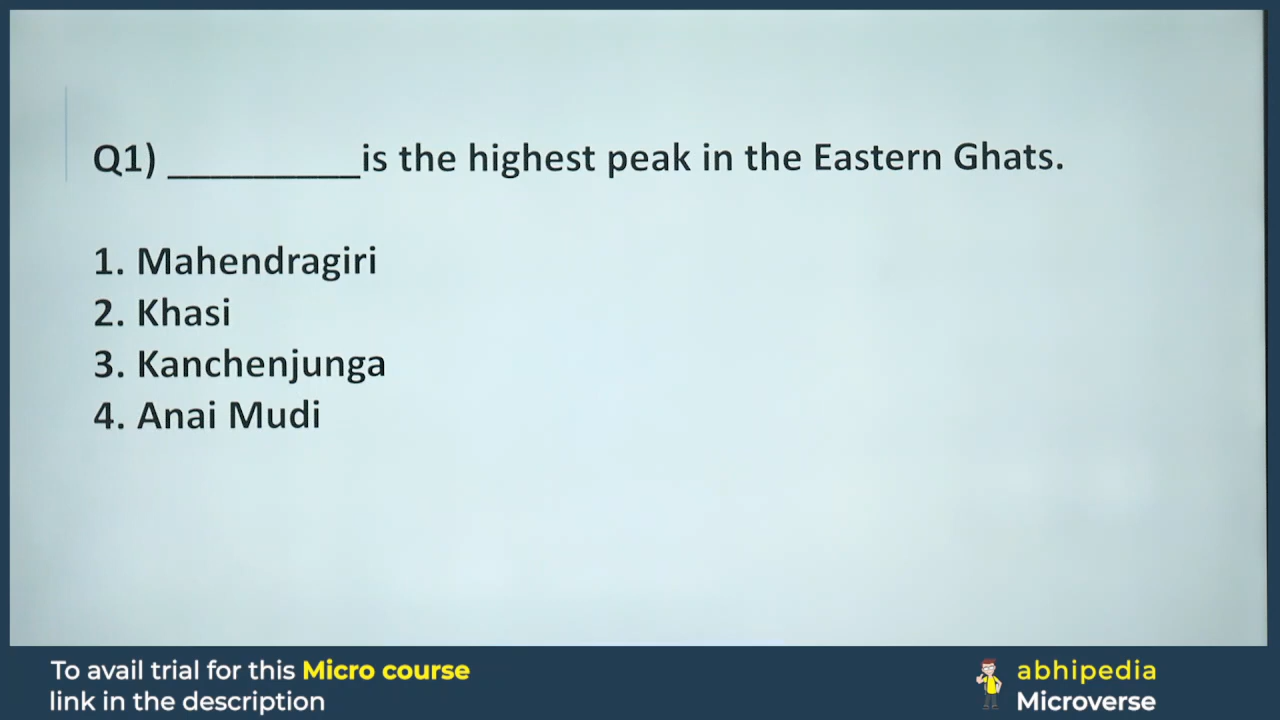 Q1) __________is the highest peak in the Eastern Ghats.
1. Mahendragiri
2. Khasi
3. Kanchenjunga
4. Anai Mudi
To avail trial for this Micro course
link in the description
abhipedia
Microverse